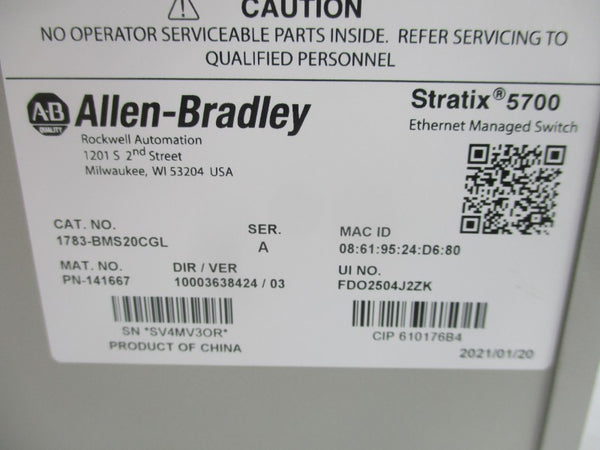 CAUTION
NO OPERATOR SERVICEABLE PARTS INSIDE. REFER SERVICING TO
QUALIFIED PERSONNEL
A-B
QUALITY
Allen-Bradley
Rockwell Automation
1201 S 2nd Street
Milwaukee, WI 53204 USA
Stratix® 5700
Ethernet Managed Switch
CAT. NO.
1783-BMS20CGL
SER.
A
MAC ID
08:61:95:24:D6:80
MAT. NO.
PN-141667
DIR / VER
10003638424 / 03
UI NO.
FDO2504J2ZK
SN *SV4MV3OR*
PRODUCT OF CHINA
CIP 610176B4
2021/01/20